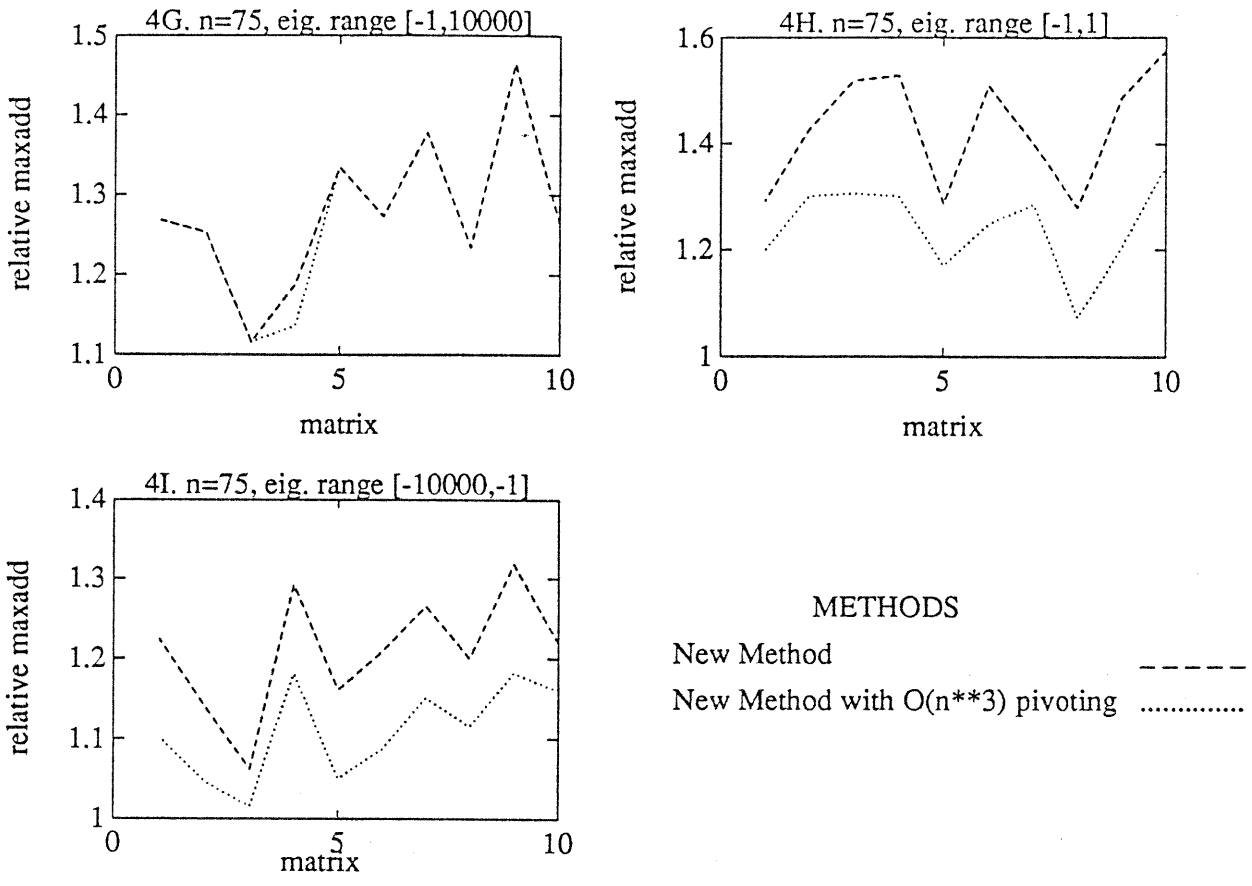 4G. n=75, eig. range [-1,10000]
1.5
1.4
1.3
1.2
1.1
relative maxadd
0
5
10
matrix
4H. n=75, eig. range [-1,1]
1.6
1.4
1.2
1
relative maxadd
0
5
10
matrix
4I. n=75, eig. range [-10000,-1]
1.4
1.3
1.2
1.1
1
relative maxadd
0
5
10
matrix
METHODS
New Method
New Method with O(n**3) pivoting